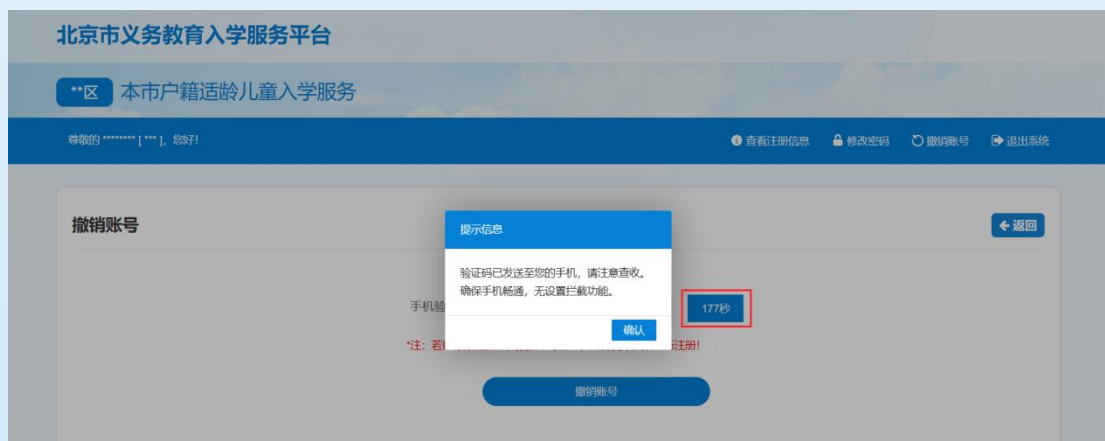 北京市义务教育入学服务平台
**区 本市户籍适龄儿童入学服务
尊敬的 ******** [ *** ]，您好!
查看注册信息 修改密码 撤销账号 退出系统
撤销账号
返回
提示信息
验证码已发送至您的手机，请注意查收。
确保手机畅通，无设置拦截功能。
确认
手机验
177秒
*注：若
注册!
撤销账号